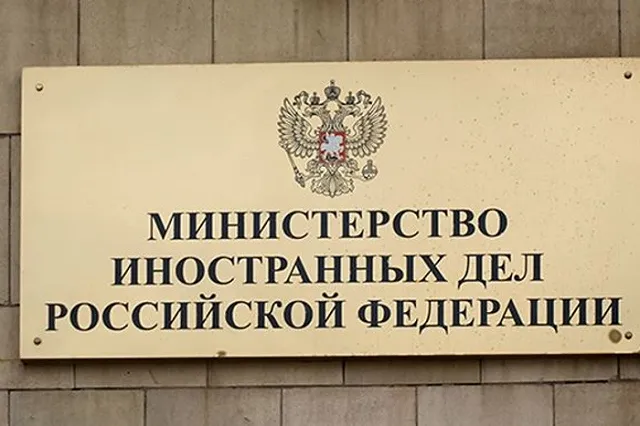 МИНИСТЕРСТВО
ИНОСТРАННЫХ ДЕЛ
РОССИЙСКОЙ ФЕДЕРАЦИИ